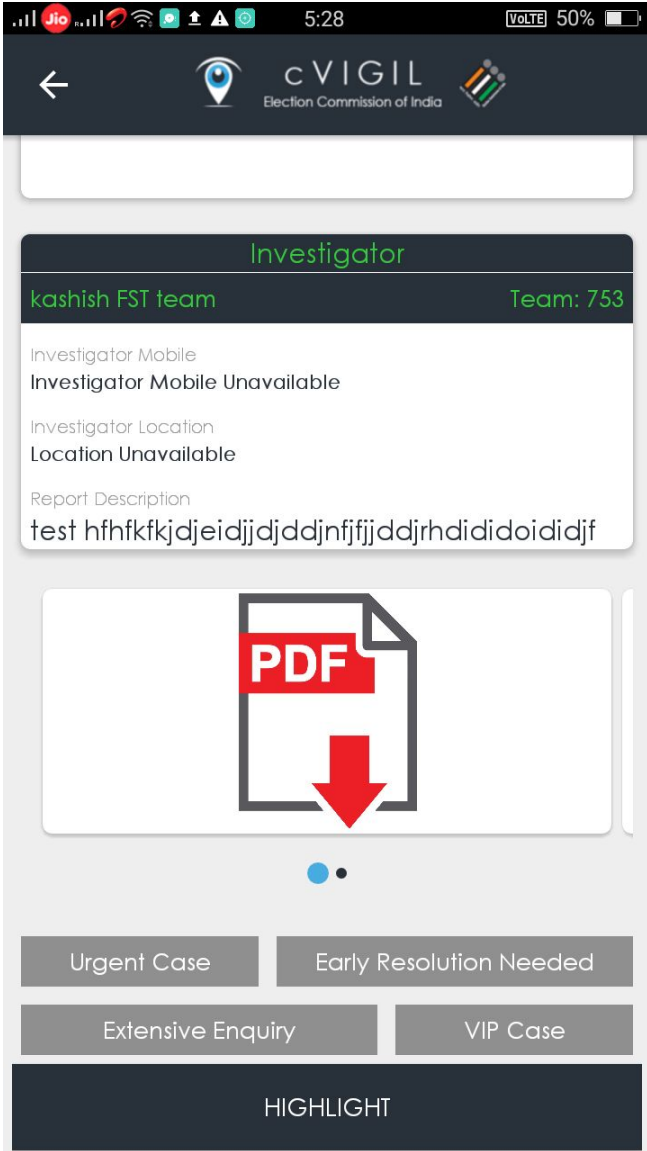 Jio R 5:28 VoLTE 50%
cVIGIL
Election Commission of India
Investigator
kashish FST team Team: 753
Investigator Mobile
Investigator Mobile Unavailable
Investigator Location
Location Unavailable
Report Description
test hfhfkfkjdjeidjjdjddjnfjfjjddjrhdididoididjf
PDF
Urgent Case Early Resolution Needed
Extensive Enquiry VIP Case
HIGHLIGHT